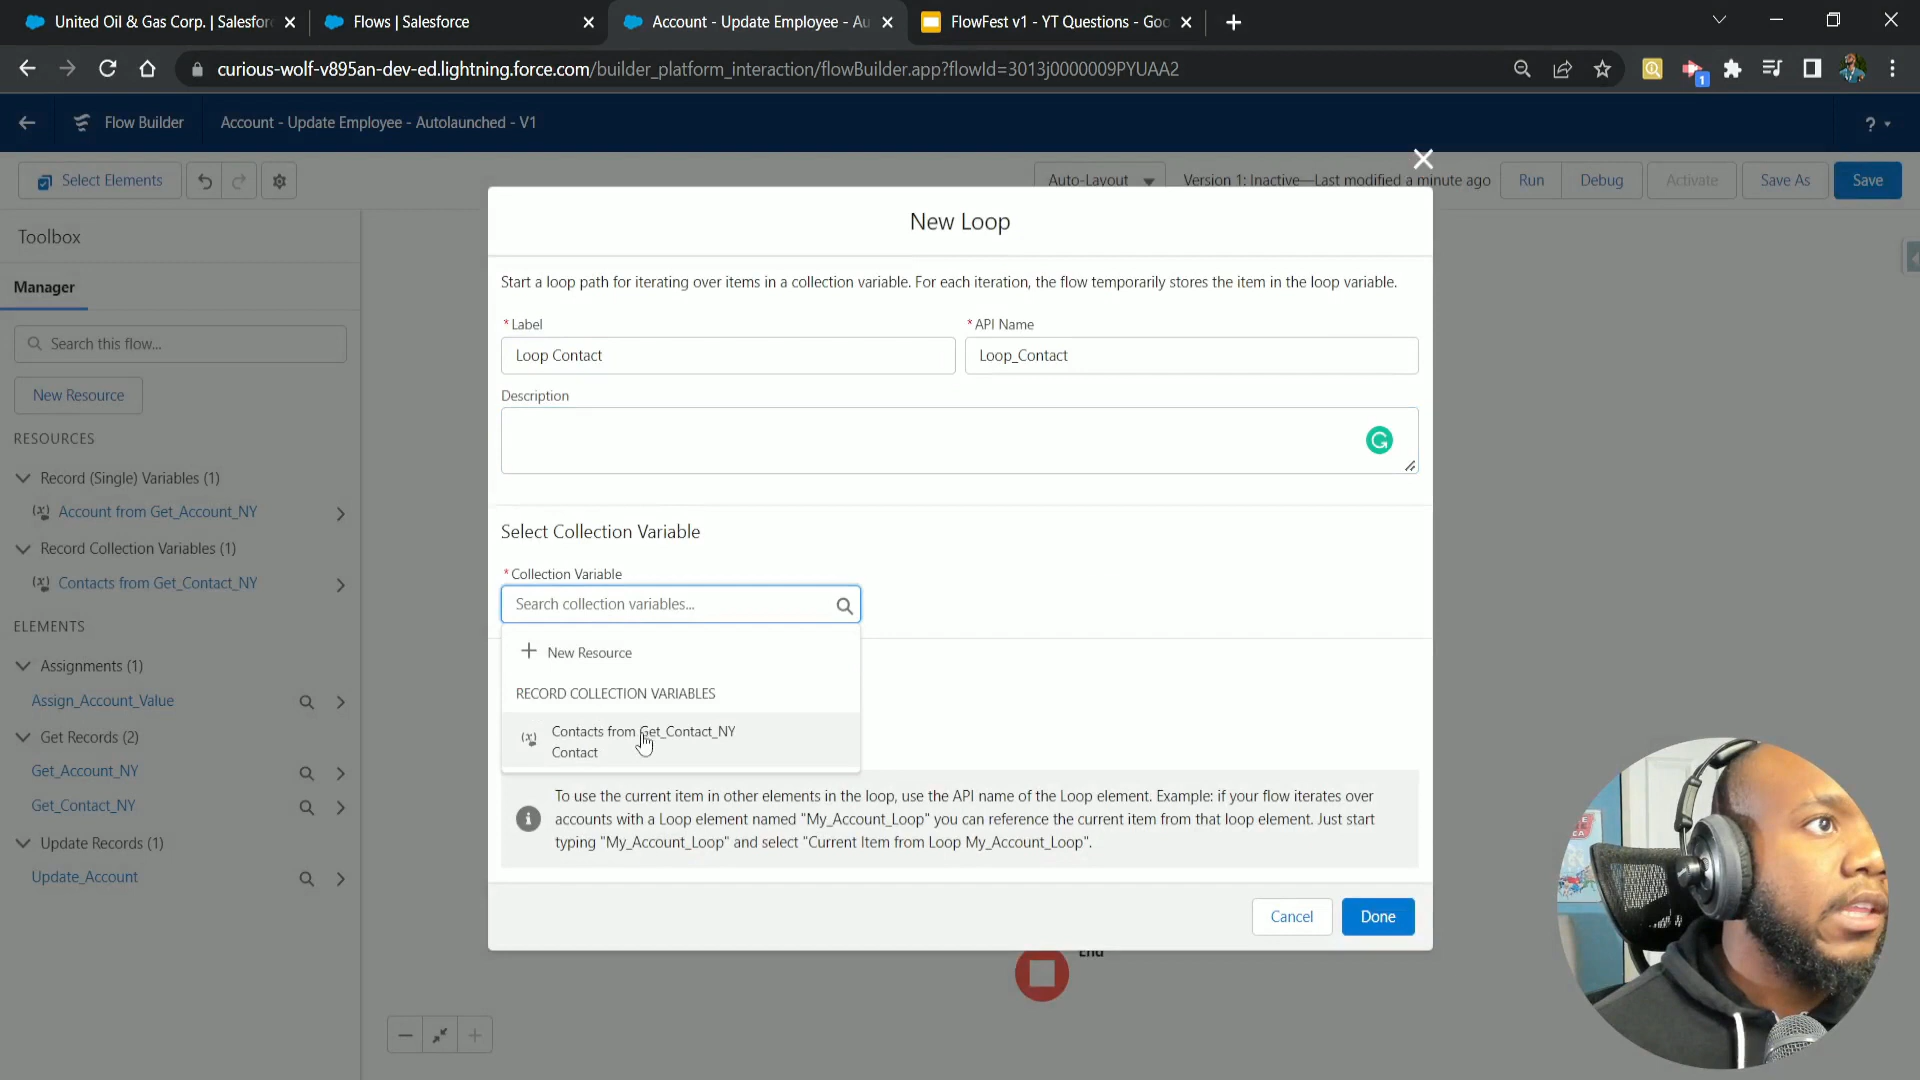 United Oil & Gas Corp. | Salesfor
Flows | Salesforce
Account - Update Employee - Au
FlowFest v1 - YT Questions - Goo
curious-wolf-v895an-dev-ed.lightning.force.com/builder_platform_interaction/flowBuilder.app?flowId=3013j0000009PYUAA2
1
Flow Builder
Account - Update Employee - Autolaunched - V1
?
Select Elements
Auto-Layout
Version 1: Inactive—Last modified a minute ago
Run
Debug
Activate
Save As
Save
Toolbox
Manager
Search this flow...
New Resource
RESOURCES
Record (Single) Variables (1)
Account from Get_Account_NY
Record Collection Variables (1)
Contacts from Get_Contact_NY
ELEMENTS
Assignments (1)
Assign_Account_Value
Get Records (2)
Get_Account_NY
Get_Contact_NY
Update Records (1)
Update_Account
New Loop
Start a loop path for iterating over items in a collection variable. For each iteration, the flow temporarily stores the item in the loop variable.
* Label
* API Name
Loop Contact
Loop_Contact
Description
Select Collection Variable
* Collection Variable
Search collection variables...
New Resource
RECORD COLLECTION VARIABLES
Contacts from Get_Contact_NY
Contact
To use the current item in other elements in the loop, use the API name of the Loop element. Example: if your flow iterates over
accounts with a Loop element named "My_Account_Loop" you can reference the current item from that loop element. Just start
typing "My_Account_Loop" and select "Current Item from Loop My_Account_Loop".
Cancel
Done
End